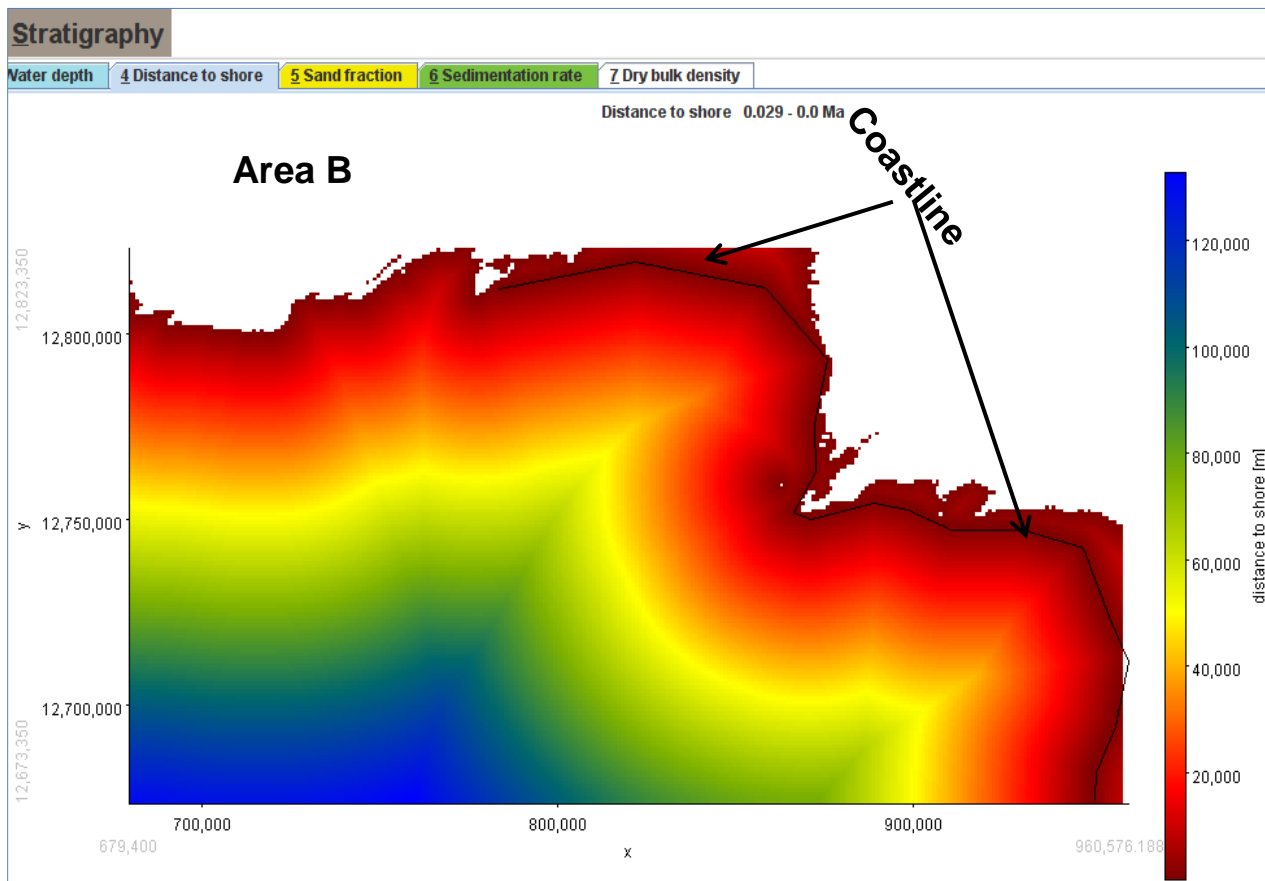 Stratigraphy
Water depth 4 Distance to shore 5 Sand fraction 6 Sedimentation rate 7 Dry bulk density
Distance to shore 0.029 - 0.0 Ma
Coastline
Area B
12,823,350
12,800,000
y
12,750,000
12,700,000
12,673,350
700,000 800,000 900,000
679,400 x 960,576.188
120,000
100,000
80,000
60,000
40,000
20,000
distance to shore [m]